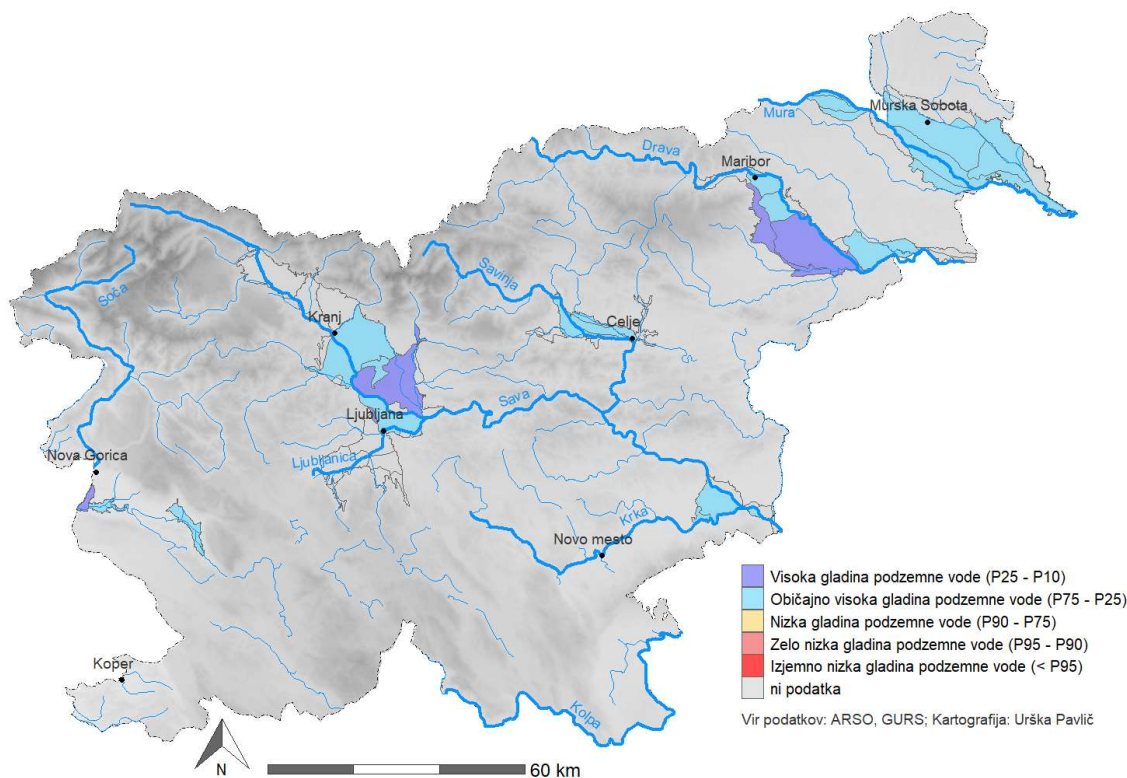 Murska Sobota
Mura
Drava
Maribor
Savinja
Soča
Kranj
Celje
Sava
Ljubljana
Nova Gorica
Ljubljanica
Krka
Novo mesto
Koper
Kolpa
Visoka gladina podzemne vode (P25 - P10)
Običajno visoka gladina podzemne vode (P75 - P25)
Nizka gladina podzemne vode (P90 - P75)
Zelo nizka gladina podzemne vode (P95 - P90)
Izjemno nizka gladina podzemne vode (< P95)
ni podatka
Vir podatkov: ARSO, GURS; Kartografija: Urška Pavlič
N
60 km